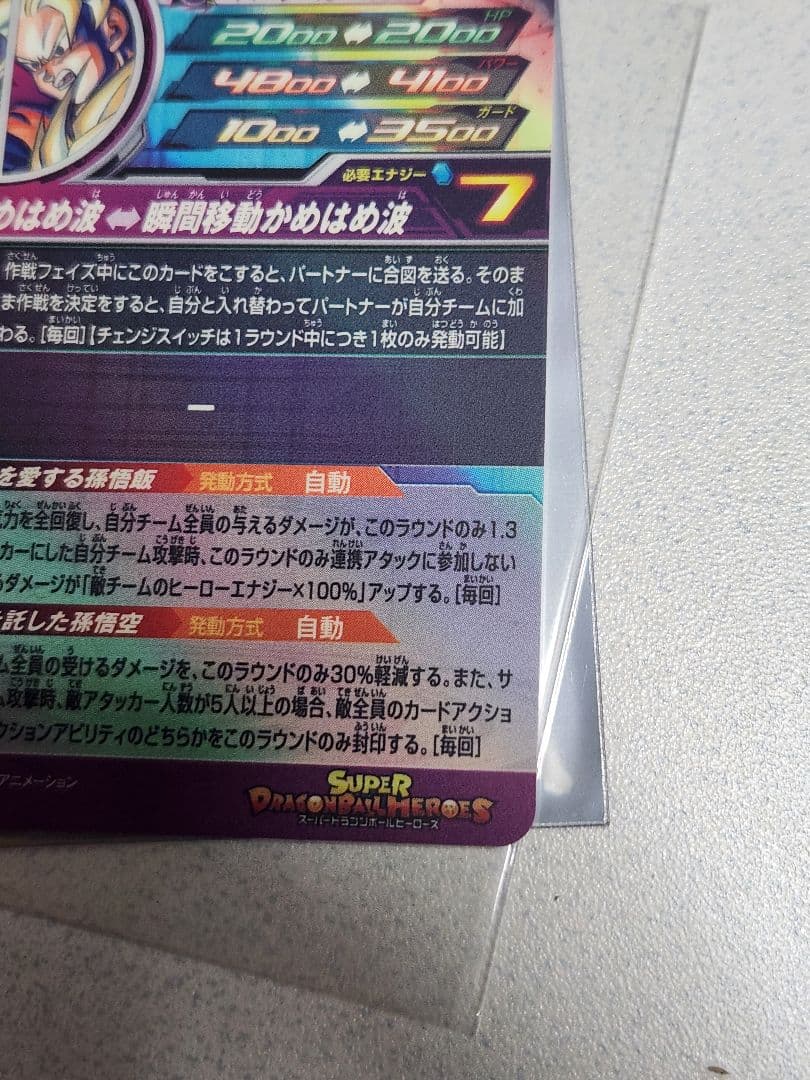 HP
2000 ⇔ 2000
パワー
4800 ⇔ 4100
ガード
1000 ⇔ 3500
必要エナジー 7
めはめ波⇔瞬間移動かめはめ波
作戦フェイズ中にこのカードをこすると、パートナーに合図を送る。そのま
ま作戦を決定をすると、自分と入れ替わってパートナーが自分チームに加
わる。[毎回]【チェンジスイッチは1ラウンド中につき1枚のみ発動可能】
ー
を愛する孫悟飯 発動方式 自動
力を全回復し、自分チーム全員の与えるダメージが、このラウンドのみ1.3
カーにした自分チーム攻撃時、このラウンドのみ連携アタックに参加しない
るダメージが「敵チームのヒーローエナジー×100%」アップする。[毎回]
託した孫悟空 発動方式 自動
ム全員の受けるダメージを、このラウンドのみ30%軽減する。また、サ
攻撃時、敵アタッカー人数が5人以上の場合、敵全員のカードアクショ
クションアビリティのどちらかをこのラウンドのみ封印する。[毎回]
アニメーション
SUPER
DRAGONBALL HEROES
スーパードラゴンボールヒーローズ